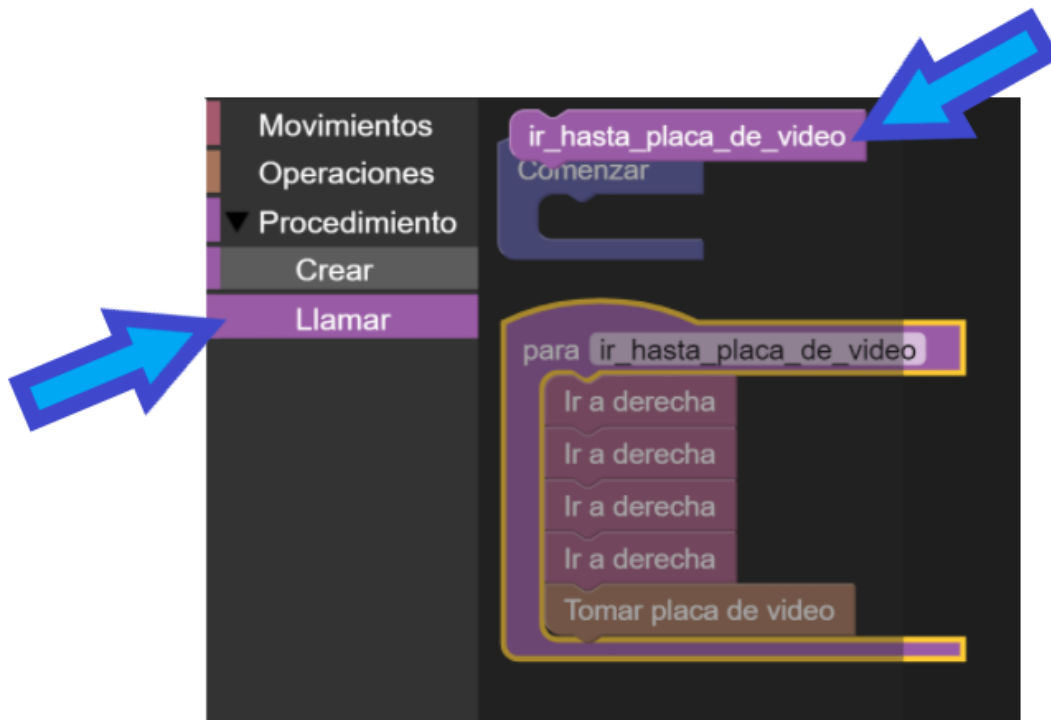 Movimientos
Operaciones
Procedimiento
Crear
Llamar
ir_hasta_placa_de_video
Comenzar
para ir_hasta_placa_de_video
Ir a derecha
Ir a derecha
Ir a derecha
Ir a derecha
Tomar placa de video